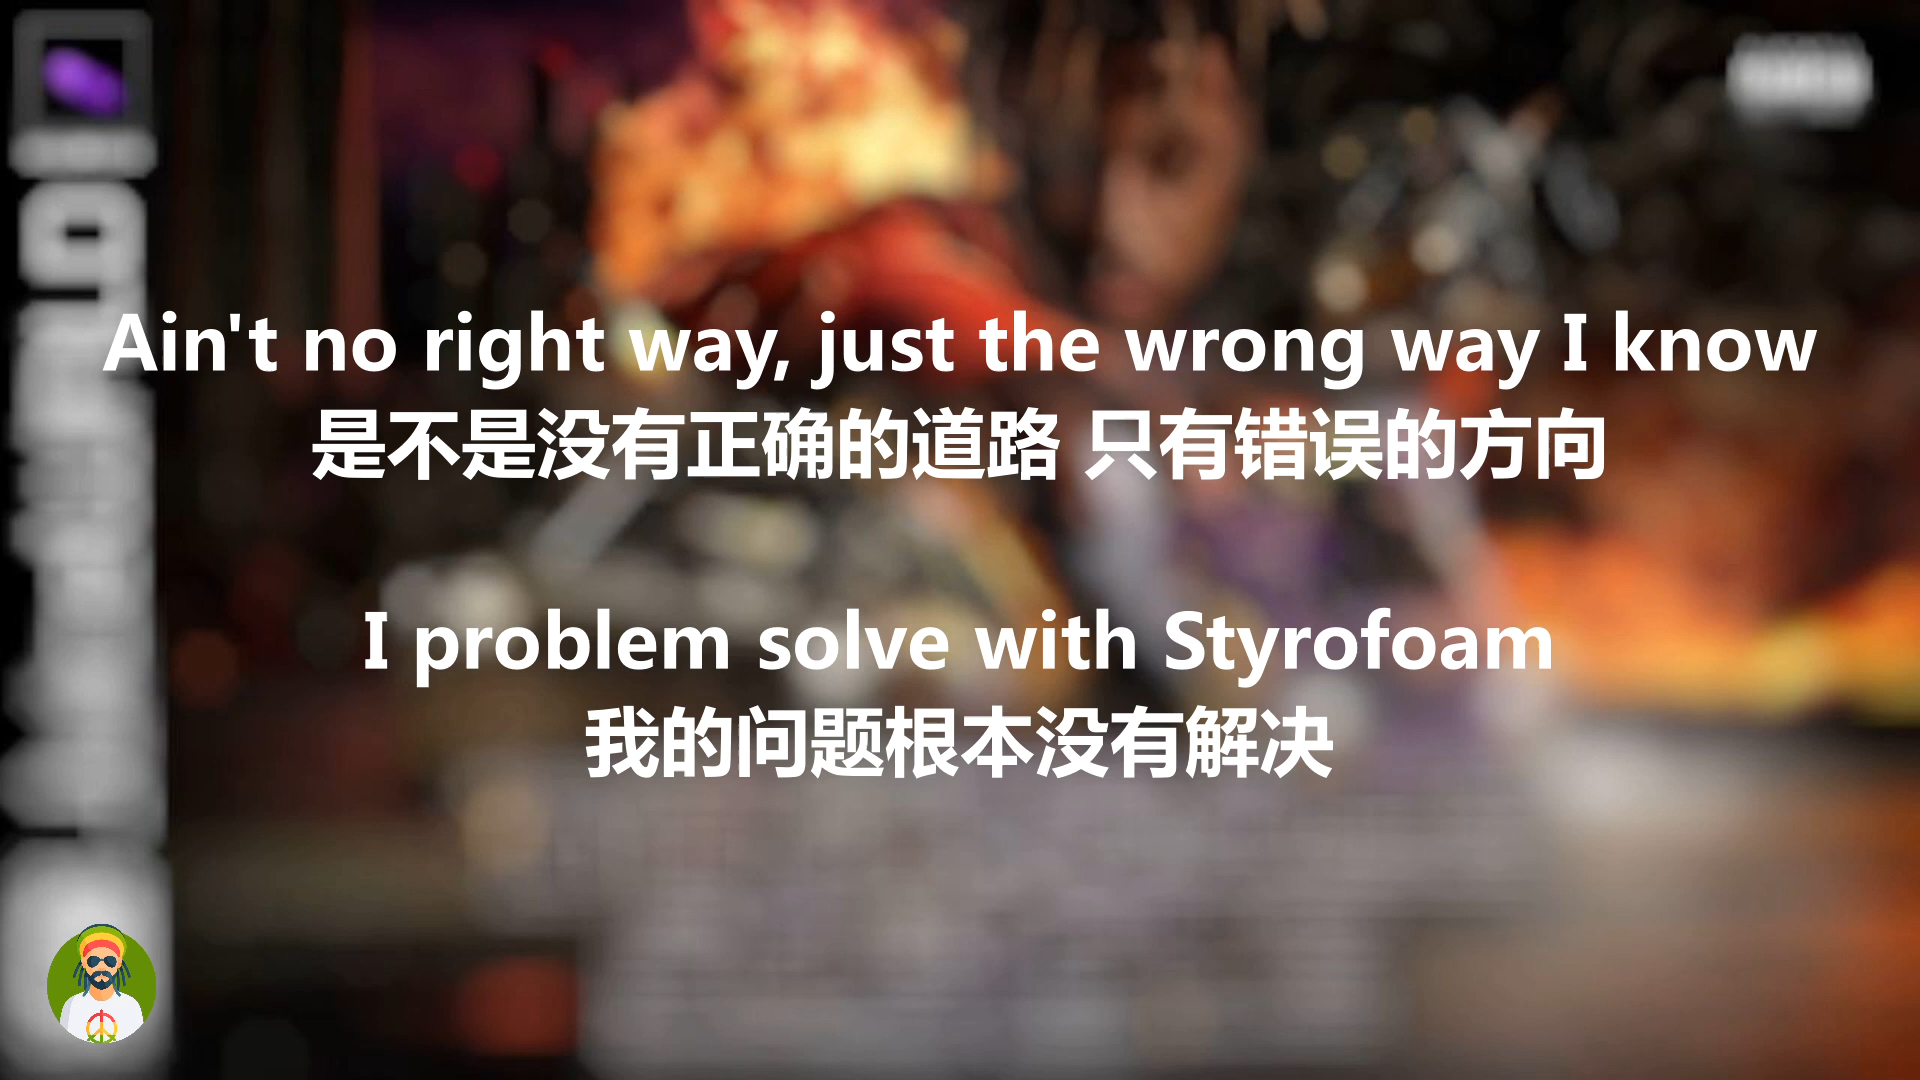 Ain't no right way, just the wrong way I know
是不是没有正确的道路 只有错误的方向
I problem solve with Styrofoam
我的问题根本没有解决